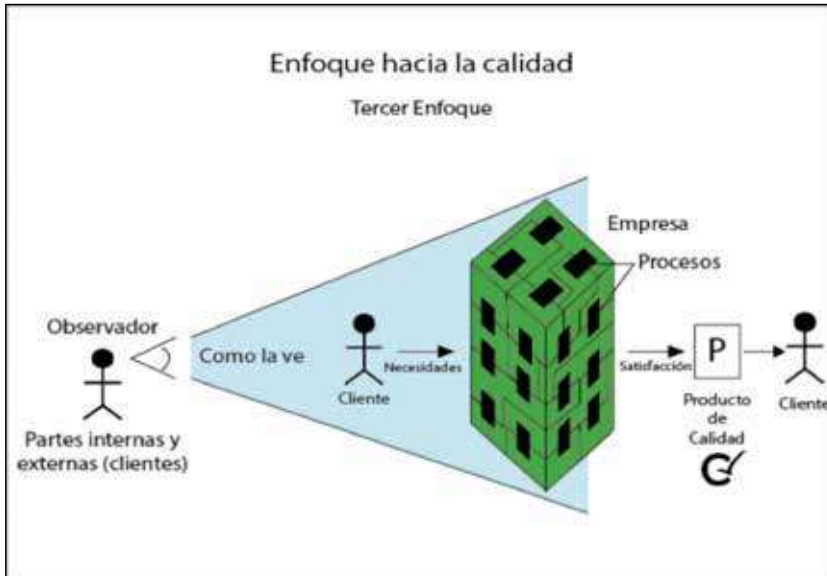 Enfoque hacia la calidad
Tercer Enfoque
Empresa
Procesos
Observador
Como la ve
Necesidades
Satisfacción
P
Cliente
Producto
de
Calidad
Cliente
Partes internas y
externas (clientes)